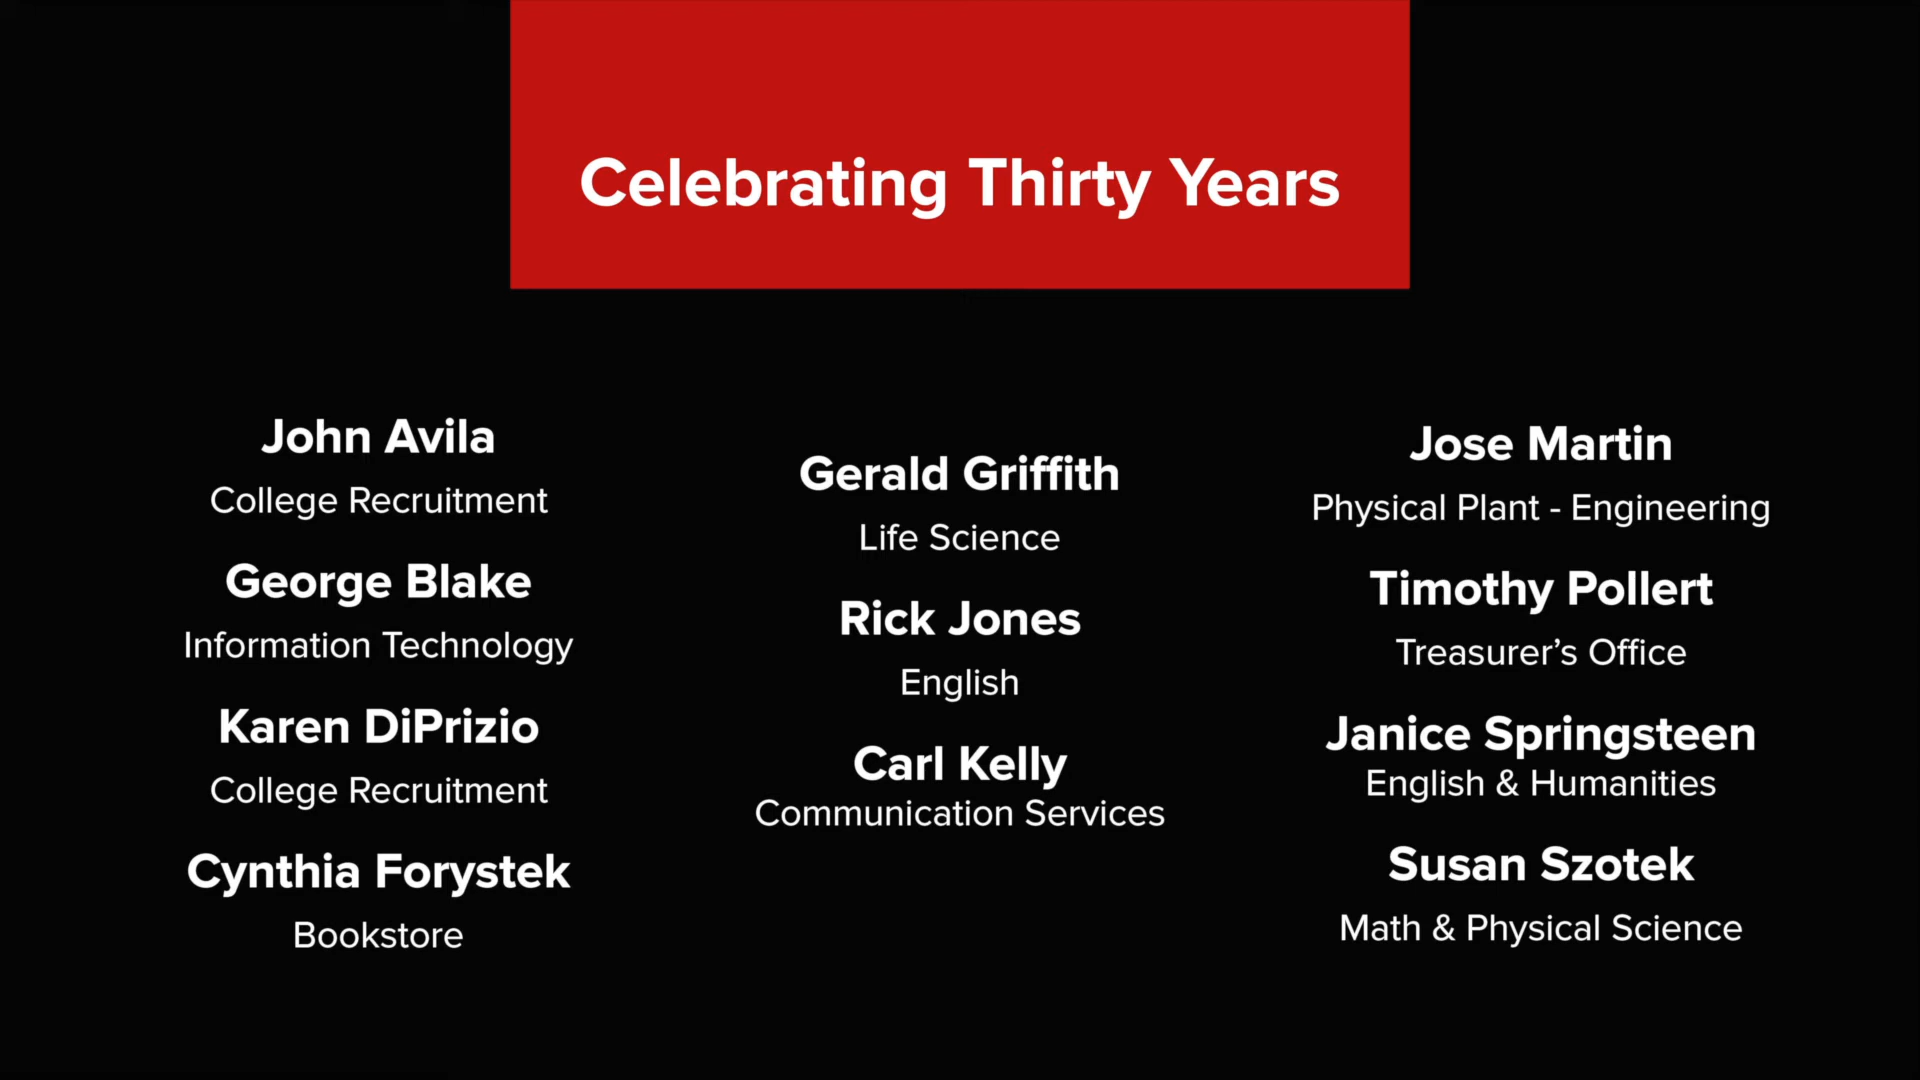 Celebrating Thirty Years
John Avila
College Recruitment
George Blake
Information Technology
Karen DiPrizio
College Recruitment
Cynthia Forystek
Bookstore
Gerald Griffith
Life Science
Rick Jones
English
Carl Kelly
Communication Services
Jose Martin
Physical Plant - Engineering
Timothy Pollert
Treasurer’s Office
Janice Springsteen
English & Humanities
Susan Szotek
Math & Physical Science